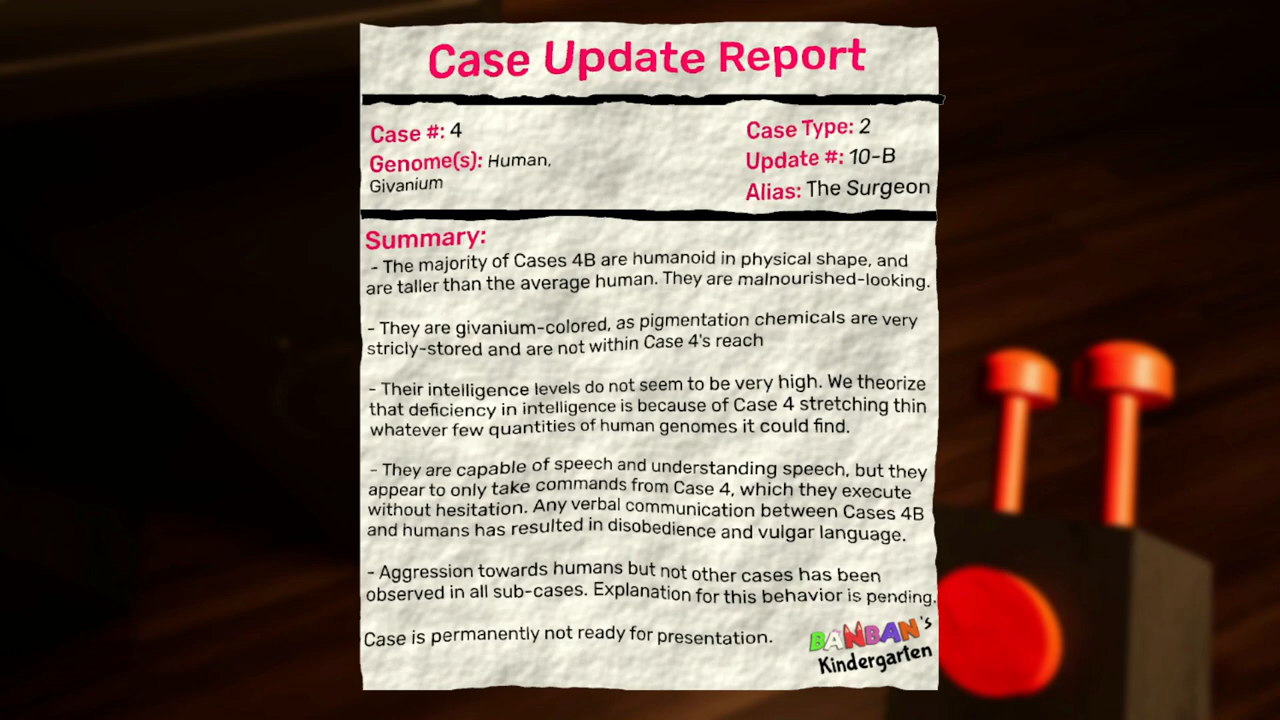 Case Update Report
Case #: 4
Genome(s): Human,
Givanium
Case Type: 2
Update #: 10-B
Alias: The Surgeon
Summary:
- The majority of Cases 4B are humanoid in physical shape, and
are taller than the average human. They are malnourished-looking.
- They are givanium-colored, as pigmentation chemicals are very
stricly-stored and are not within Case 4's reach
- Their intelligence levels do not seem to be very high. We theorize
that deficiency in intelligence is because of Case 4 stretching thin
whatever few quantities of human genomes it could find.
- They are capable of speech and understanding speech, but they
appear to only take commands from Case 4, which they execute
without hesitation. Any verbal communication between Cases 4B
and humans has resulted in disobedience and vulgar language.
- Aggression towards humans but not other cases has been
observed in all sub-cases. Explanation for this behavior is pending.
Case is permanently not ready for presentation.
BANBAN's
Kindergarten